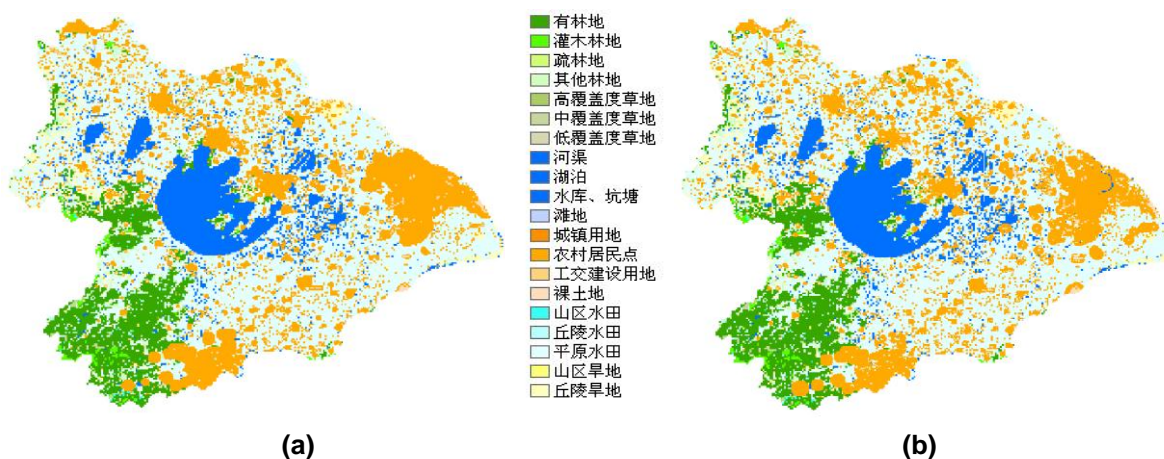 有林地
灌木林地
疏林地
其他林地
高覆盖度草地
中覆盖度草地
低覆盖度草地
河渠
湖泊
水库、坑塘
滩地
城镇用地
农村居民点
工交建设用地
裸土地
山区水田
丘陵水田
平原水田
山区旱地
丘陵旱地
(a)
(b)